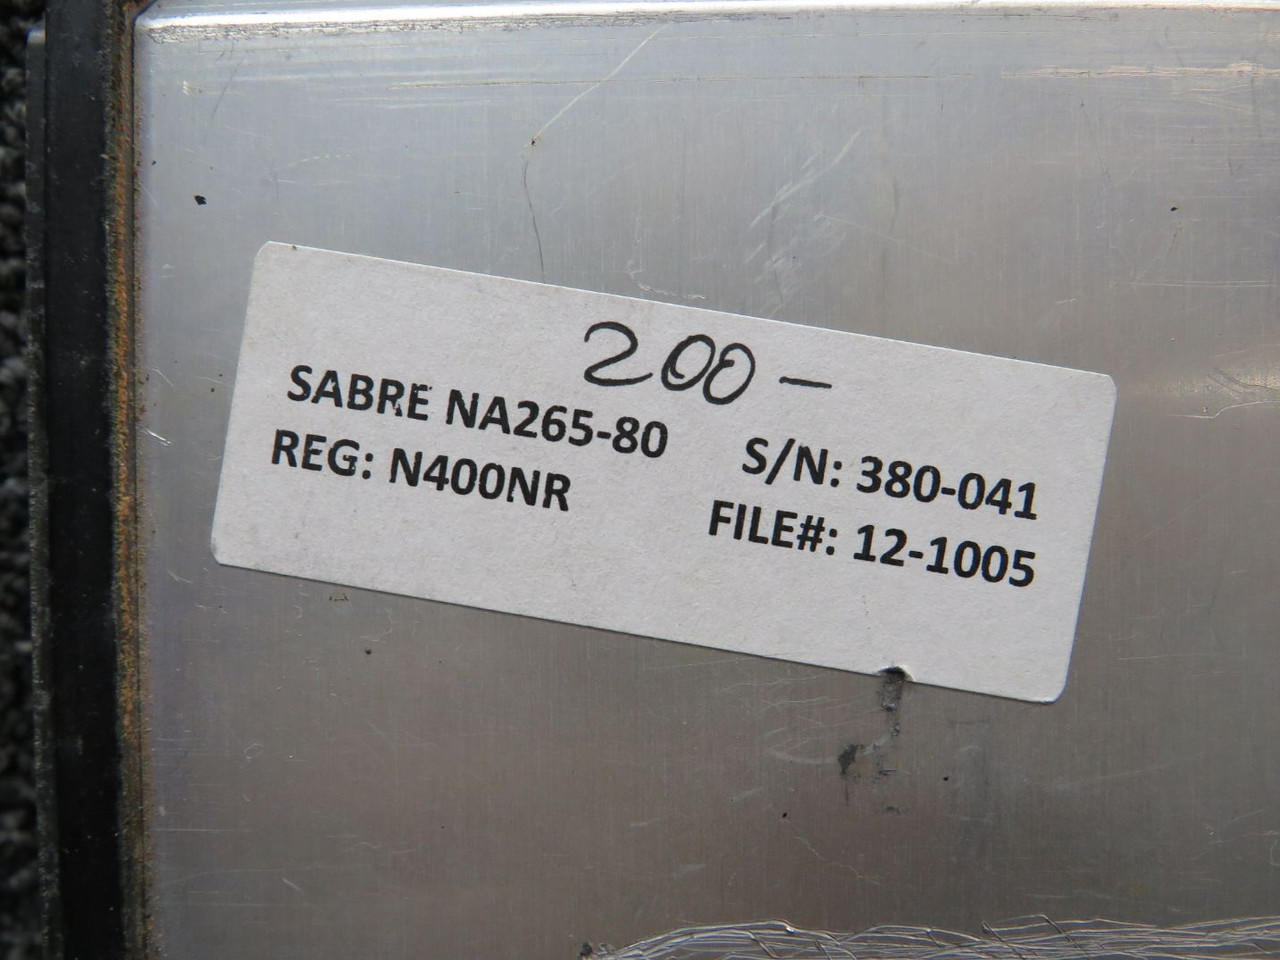 200 –
SABRE NA265-80 S/N: 380-041
REG: N400NR FILE#: 12-1005